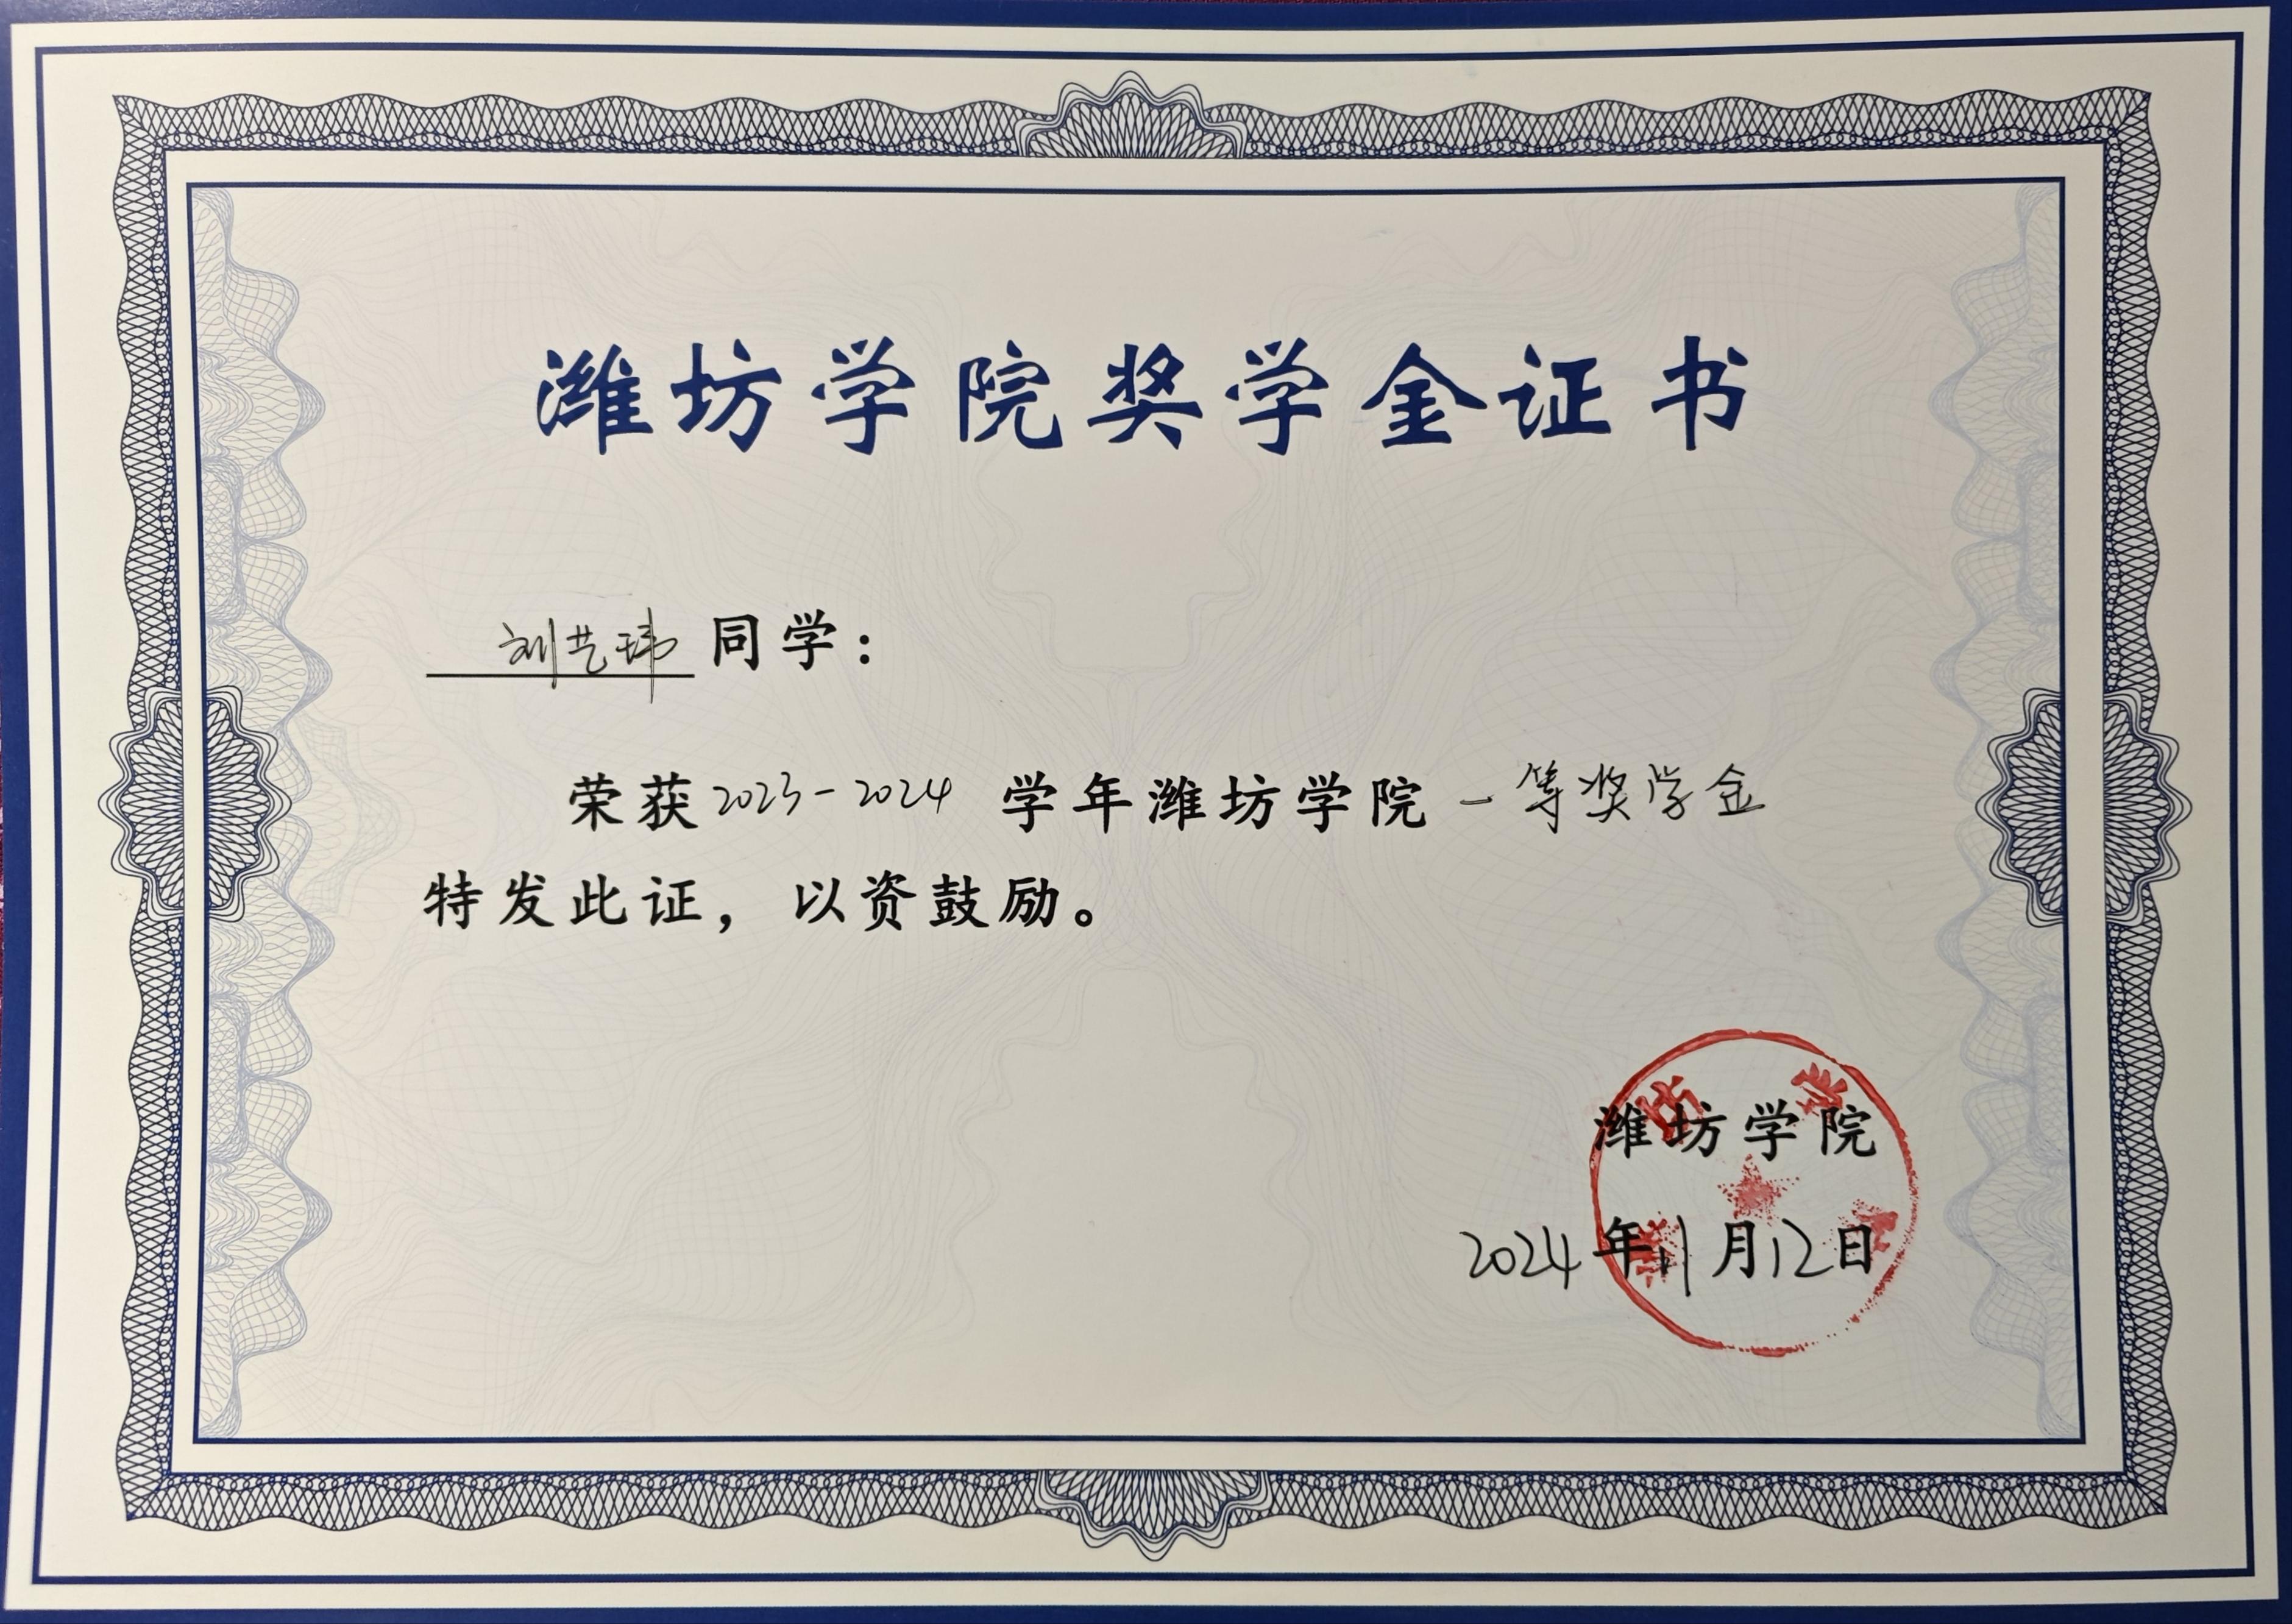 潍坊学院奖学金证书
刘艺玮同学：
荣获2023-2024学年潍坊学院一等奖学金
特发此证，以资鼓励。
潍坊学院
2024年11月12日